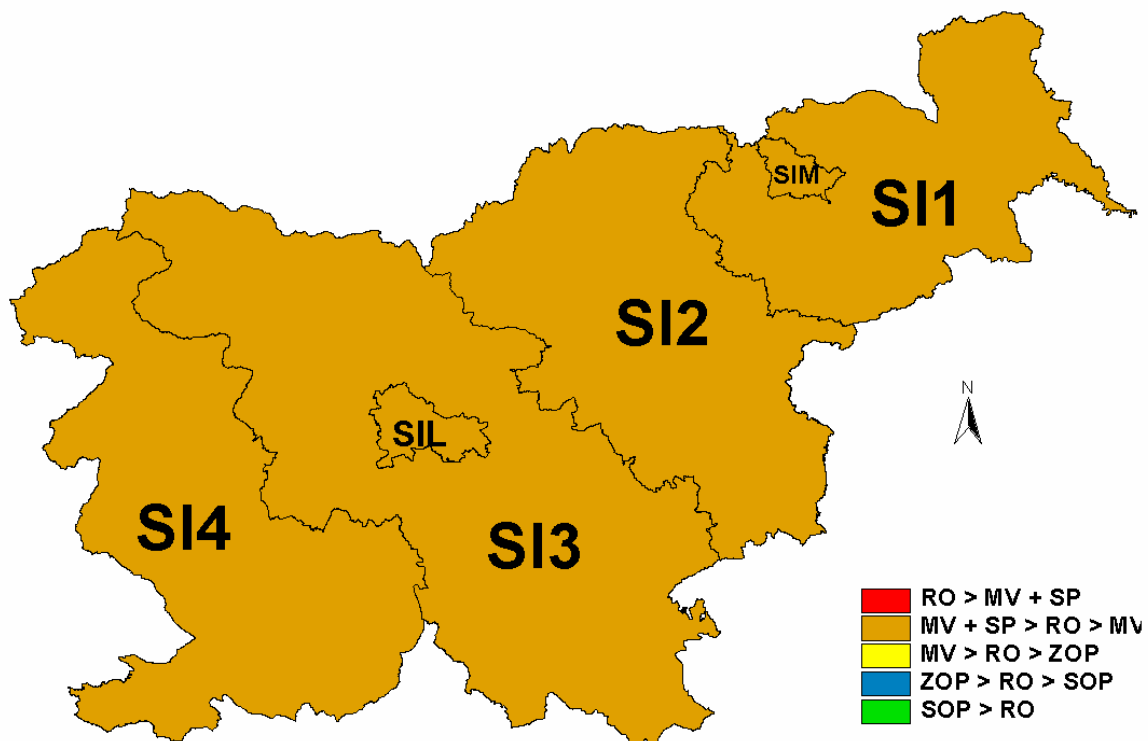 N
SIM
SI1
SI2
SIL
SI4
SI3
RO > MV + SP
MV + SP > RO > MV
MV > RO > ZOP
ZOP > RO > SOP
SOP > RO